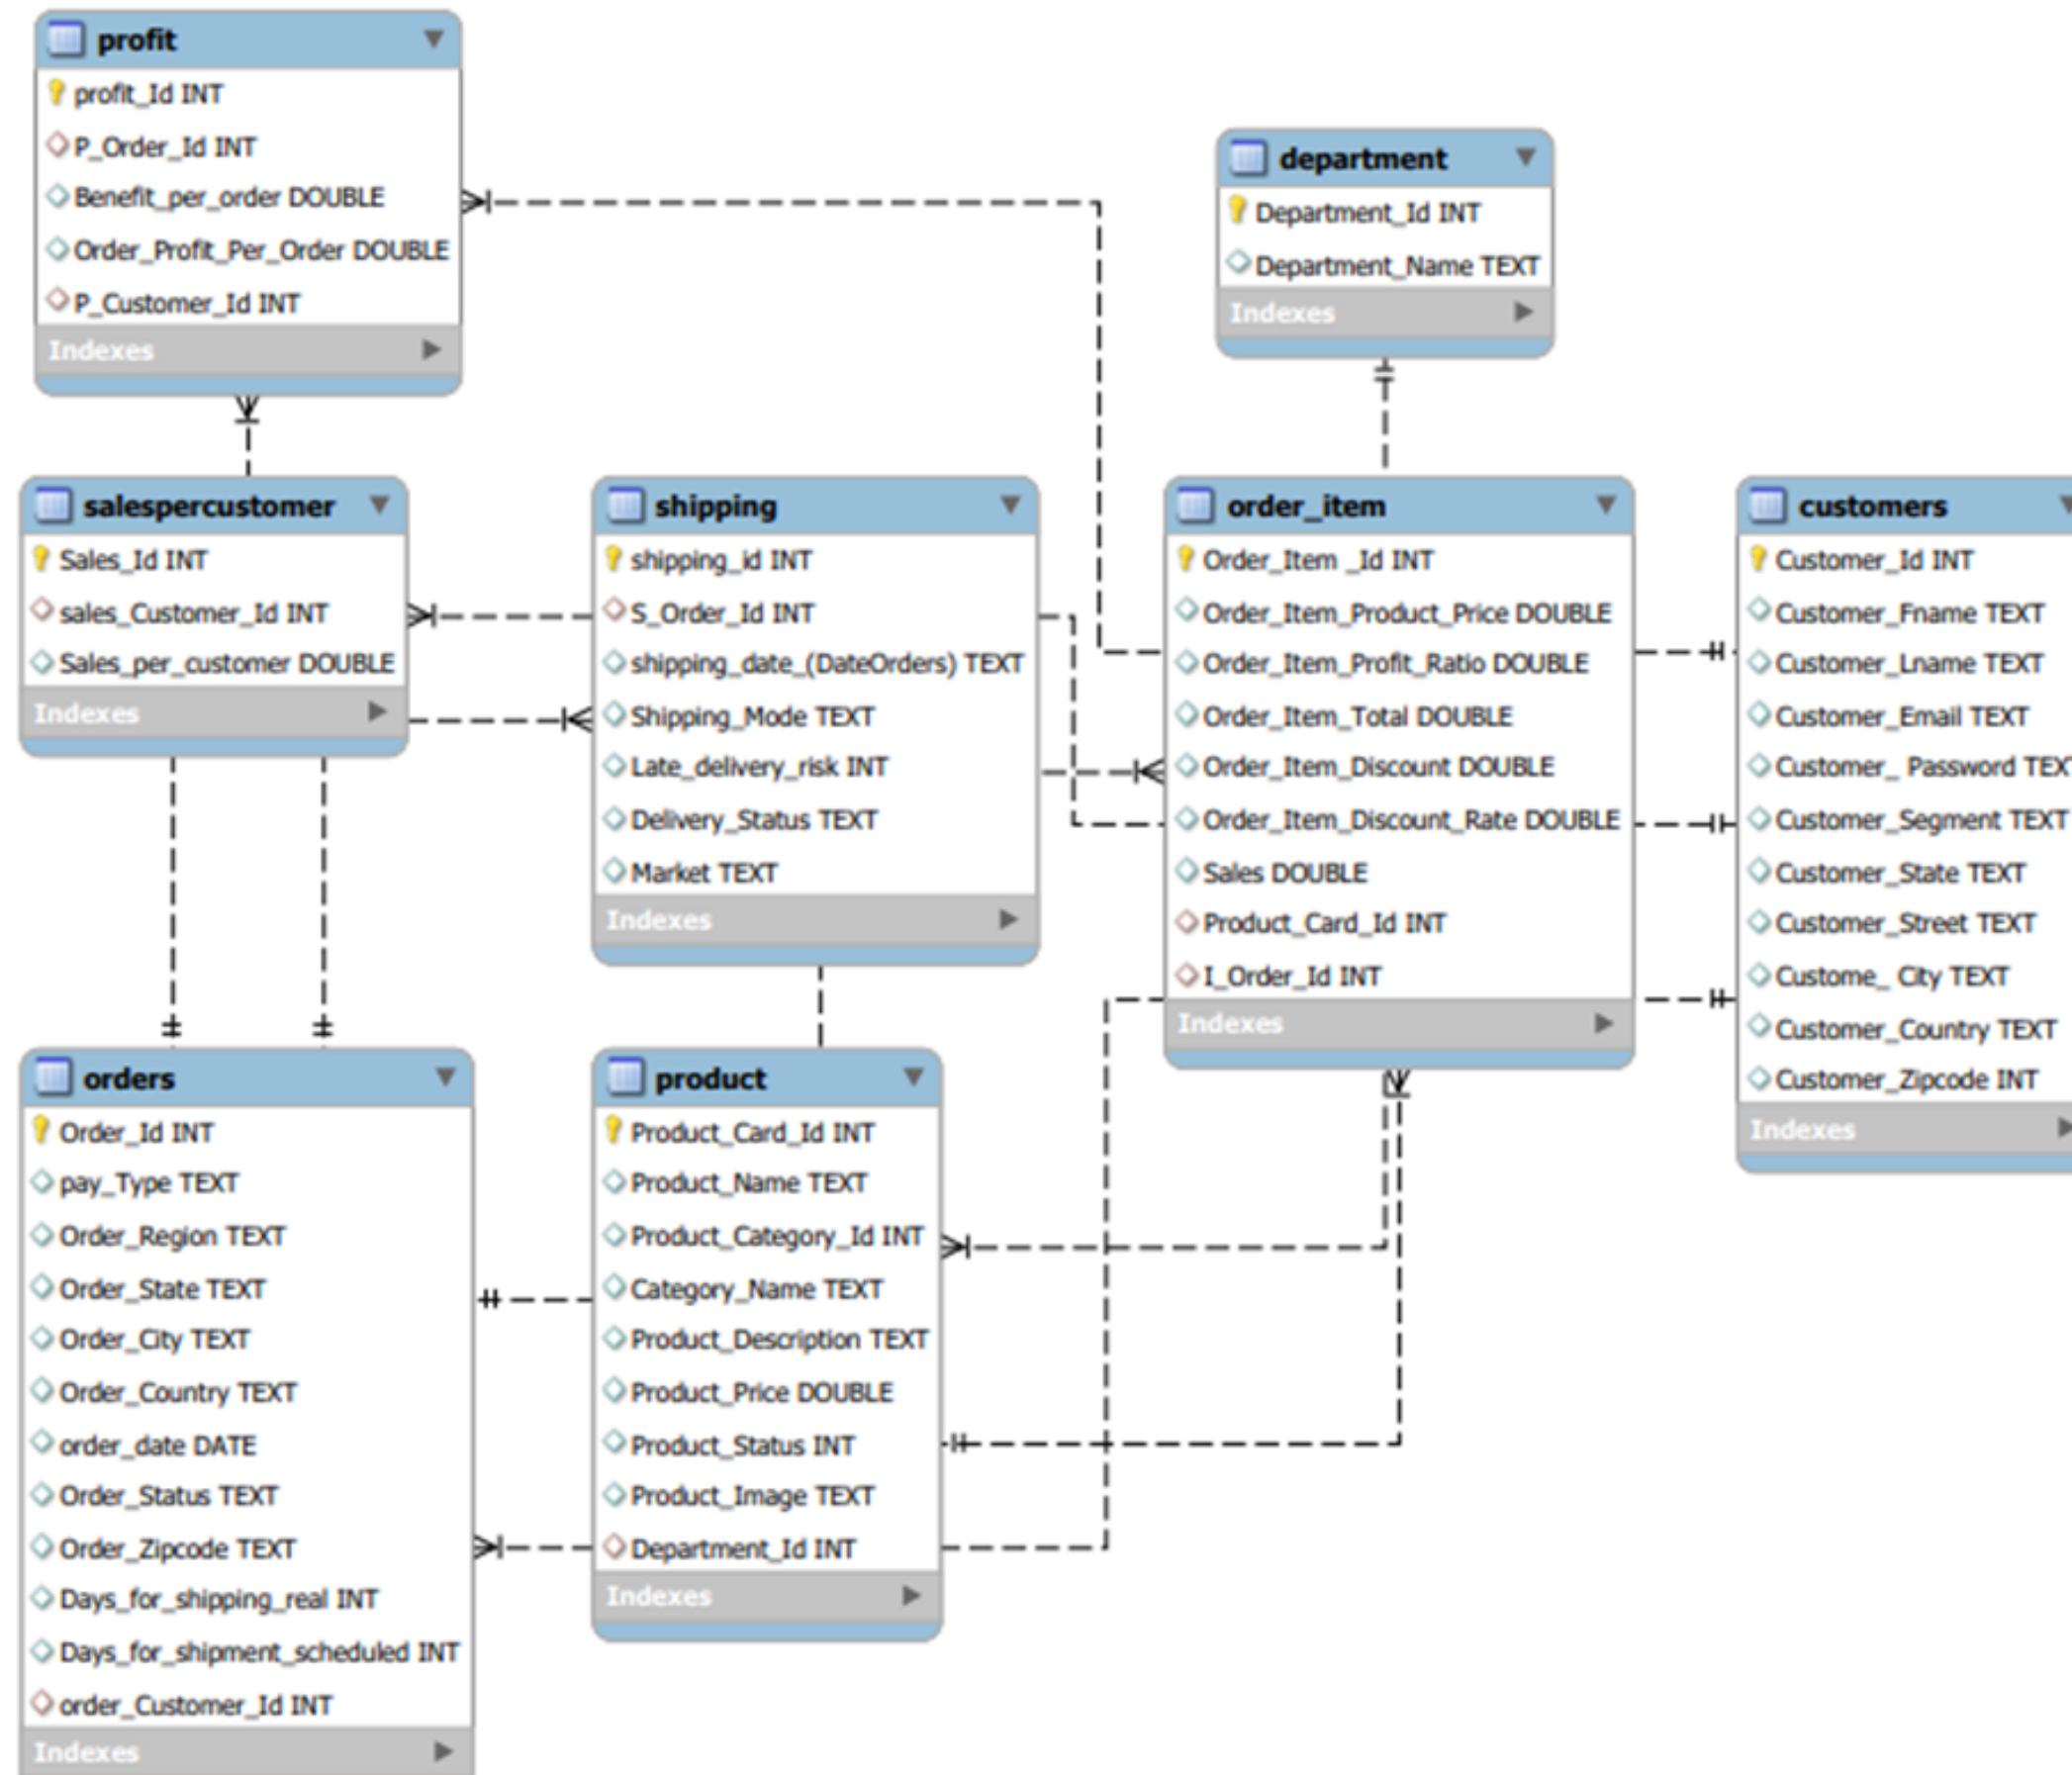 profit
profit_Id INT
P_Order_Id INT
Benefit_per_order DOUBLE
Order_Profit_Per_Order DOUBLE
P_Customer_Id INT
Indexes
department
Department_Id INT
Department_Name TEXT
Indexes
salespercustomer
Sales_Id INT
sales_Customer_Id INT
Sales_per_customer DOUBLE
Indexes
shipping
shipping_id INT
S_Order_Id INT
shipping_date_(DateOrders) TEXT
Shipping_Mode TEXT
Late_delivery_risk INT
Delivery_Status TEXT
Market TEXT
Indexes
order_item
Order_Item _Id INT
Order_Item_Product_Price DOUBLE
Order_Item_Profit_Ratio DOUBLE
Order_Item_Total DOUBLE
Order_Item_Discount DOUBLE
Order_Item_Discount_Rate DOUBLE
Sales DOUBLE
Product_Card_Id INT
I_Order_Id INT
Indexes
customers
Customer_Id INT
Customer_Fname TEXT
Customer_Lname TEXT
Customer_Email TEXT
Customer_ Password TEX
Customer_Segment TEXT
Customer_State TEXT
Customer_Street TEXT
Custome_ City TEXT
Customer_Country TEXT
Customer_Zipcode INT
Indexes
orders
Order_Id INT
pay_Type TEXT
Order_Region TEXT
Order_State TEXT
Order_City TEXT
Order_Country TEXT
order_date DATE
Order_Status TEXT
Order_Zipcode TEXT
Days_for_shipping_real INT
Days_for_shipment_scheduled INT
order_Customer_Id INT
Indexes
product
Product_Card_Id INT
Product_Name TEXT
Product_Category_Id INT
Category_Name TEXT
Product_Description TEXT
Product_Price DOUBLE
Product_Status INT
Product_Image TEXT
Department_Id INT
Indexes